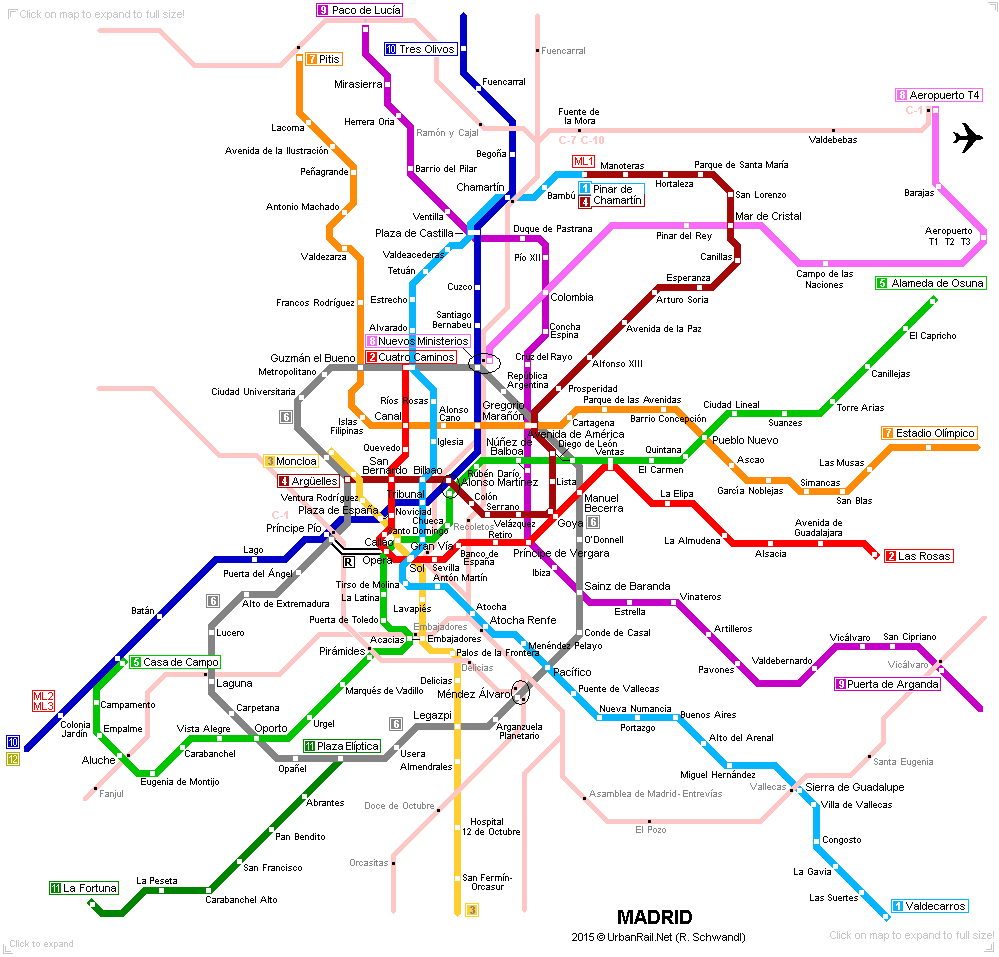 Click on map to expand to full size!
9 Paco de Lucía
10 Tres Olivos
7 Pitis
Fuencarral
Mirasierra
Fuencarral
8 Aeropuerto T4
C-1
Fuente de
la Mora
Herrera Oria
Lacoma
Ramón y Cajal
C-7 C-10
Valdebebas
Avenida de la Ilustración
Begoña
ML1
Manoteras
Parque de Santa María
Peñagrande
Barrio del Pilar
Hortaleza
Chamartín
Bambú
1 Pinar de
4 Chamartín
San Lorenzo
Barajas
Antonio Machado
Ventilla
Mar de Cristal
Plaza de Castilla
Duque de Pastrana
Pinar del Rey
Aeropuerto
T1 T2 T3
Valdezarza
Valdeacederas
Pío XII
Canillas
Tetuán
Campo de las
Naciones
Esperanza
Cuzco
5 Alameda de Osuna
Francos Rodríguez
Estrecho
Colombia
Arturo Soria
Santiago
Bernabeu
Alvarado
Concha
Espina
Avenida de la Paz
El Capricho
8 Nuevos Ministerios
Guzmán el Bueno
2 Cuatro Caminos
Cruz del Rayo
Alfonso XIII
Metropolitano
República
Argentina
Canillejas
Ciudad Universitaria
Prosperidad
Ríos Rosas
Gregorio
Marañón
Parque de las Avenidas
Ciudad Lineal
Torre Arias
6
Islas
Filipinas
Canal
Alonso
Cano
Cartagena
Barrio Concepción
Suanzes
Avenida de América
7 Estadio Olímpico
Iglesia
Núñez de
Balboa
Diego de León
Pueblo Nuevo
Quevedo
Ventas
Quintana
3 Moncloa
San
Bernardo
Bilbao
Rubén Darío
El Carmen
Ascao
Las Musas
4 Argüelles
Alonso Martínez
Lista
García Noblejas
Simancas
San Blas
Ventura Rodríguez
Tribunal
Colón
Manuel
Becerra
La Elipa
Plaza de España
Noviciad
Serrano
C-1
Chueca
Recoletos
Velázquez
Goya
6
Avenida de
Guadalajara
Príncipe Pío
Santo Domingo
Retiro
O'Donnell
La Almudena
Callao
Gran Vía
Lago
Opera
Sevilla
Banco de
España
Príncipe de Vergara
Alsacia
2 Las Rosas
R
Sol
Puerta del Ángel
Antón Martín
Ibiza
Tirso de Molina
Sainz de Baranda
6
Alto de Extremadura
La Latina
Vinateros
Batán
Lavapiés
Atocha
Estrella
Puerta de Toledo
Atocha Renfe
Lucero
Embajadores
Conde de Casal
Artilleros
Vicálvaro
San Cipriano
Acacias
Embajadores
Menéndez Pelayo
Pirámides
Palos de la Frontera
5 Casa de Campo
Delicias
Pacífico
Pavones
Valdebernardo
Vicálvaro
Laguna
Delicias
Marqués de Vadillo
Méndez Álvaro
Puente de Vallecas
9 Puerta de Arganda
ML2
ML3
Campamento
Carpetana
Legazpi
Nueva Numancia
Buenos Aires
Colonia
Jardín
Urgel
6
Arganzuela
Planetario
Portazgo
Empalme
Vista Alegre
Oporto
10
12
11 Plaza Elíptica
Usera
Alto del Arenal
Aluche
Carabanchel
Opañel
Almendrales
Miguel Hernández
Santa Eugenia
Eugenia de Montijo
Vallecas
Sierra de Guadalupe
Fanjul
Abrantes
Doce de Octubre
Asamblea de Madrid-Entrevías
Villa de Vallecas
Pan Bendito
Hospital
12 de Octubre
El Pozo
Congosto
San Francisco
Orcasitas
La Gavia
11 La Fortuna
La Peseta
San Fermín-
Orcasur
Carabanchel Alto
Las Suertes
3
1 Valdecarros
MADRID
2015 © UrbanRail.Net (R. Schwandl)
Click to expand
Click on map to expand to full size!